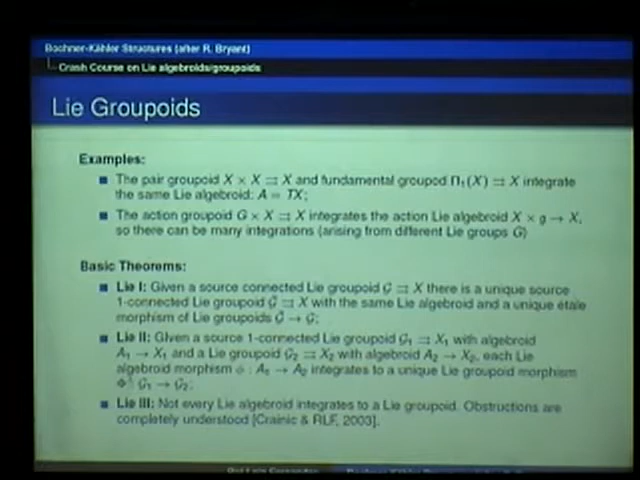 Bochner-Kähler Structures (after R. Bryant)
Crash Course on Lie algebroids/groupoids
Lie Groupoids
Examples:
The pair groupoid X × X ⇉ X and fundamental grouped Π₁(X) ⇉ X integrate
the same Lie algebroid: A = TX;
The action groupoid G × X ⇉ X integrates the action Lie algebroid X × g → X,
so there can be many integrations (arising from different Lie groups G)
Basic Theorems:
Lie I: Given a source connected Lie groupoid G ⇉ X there is a unique source
1-connected Lie groupoid G̃ ⇉ X with the same Lie algebroid and a unique étale
morphism of Lie groupoids G̃ → G;
Lie II: Given a source 1-connected Lie groupoid G₁ ⇉ X₁ with algebroid
A₁ → X₁ and a Lie groupoid G₂ ⇉ X₂ with algebroid A₂ → X₂, each Lie
algebroid morphism ϕ : A₁ → A₂ integrates to a unique Lie groupoid morphism
Φ : G₁ → G₂;
Lie III: Not every Lie algebroid integrates to a Lie groupoid. Obstructions are
completely understood [Crainic & RLF, 2003].